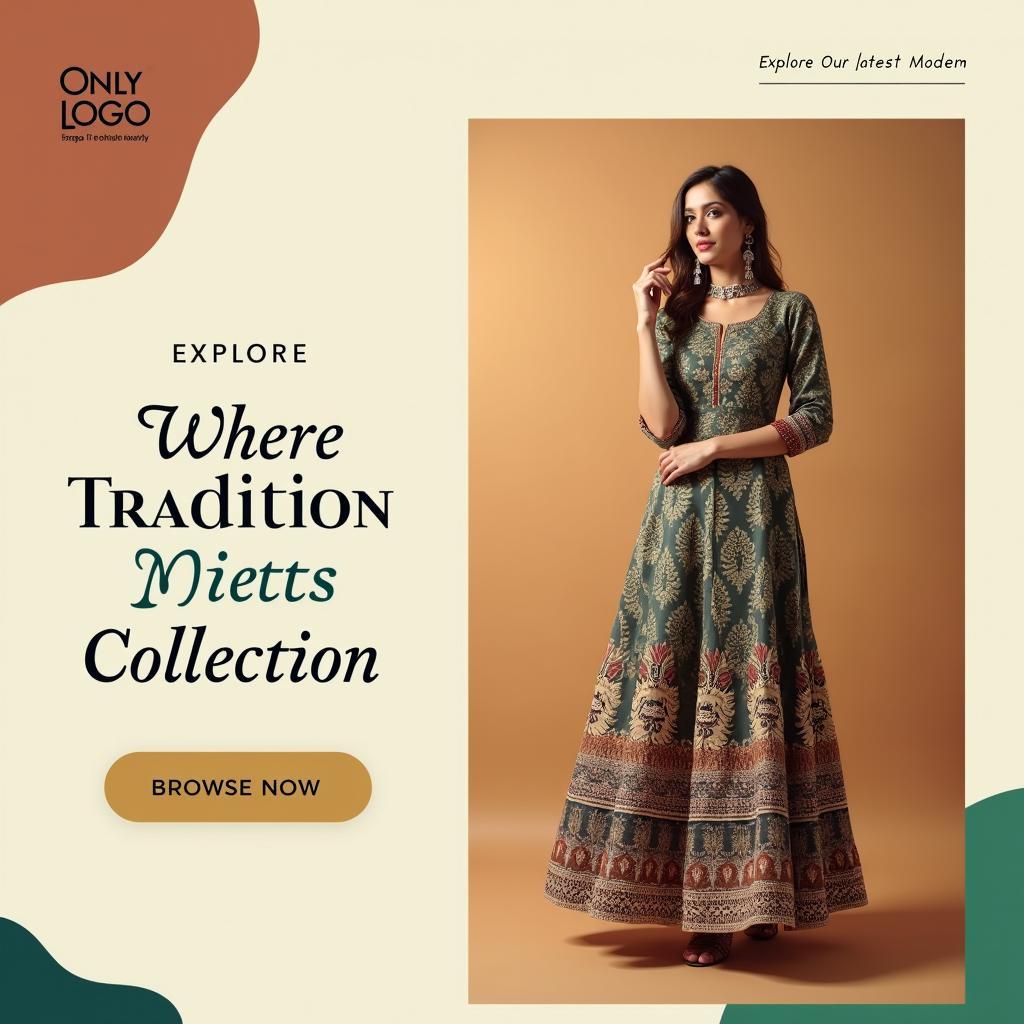 ONLY
LOGO
Explore Our latest Modem
EXPLORE
Where
TRAdition
Mietts
Collection
BROWSE NOW